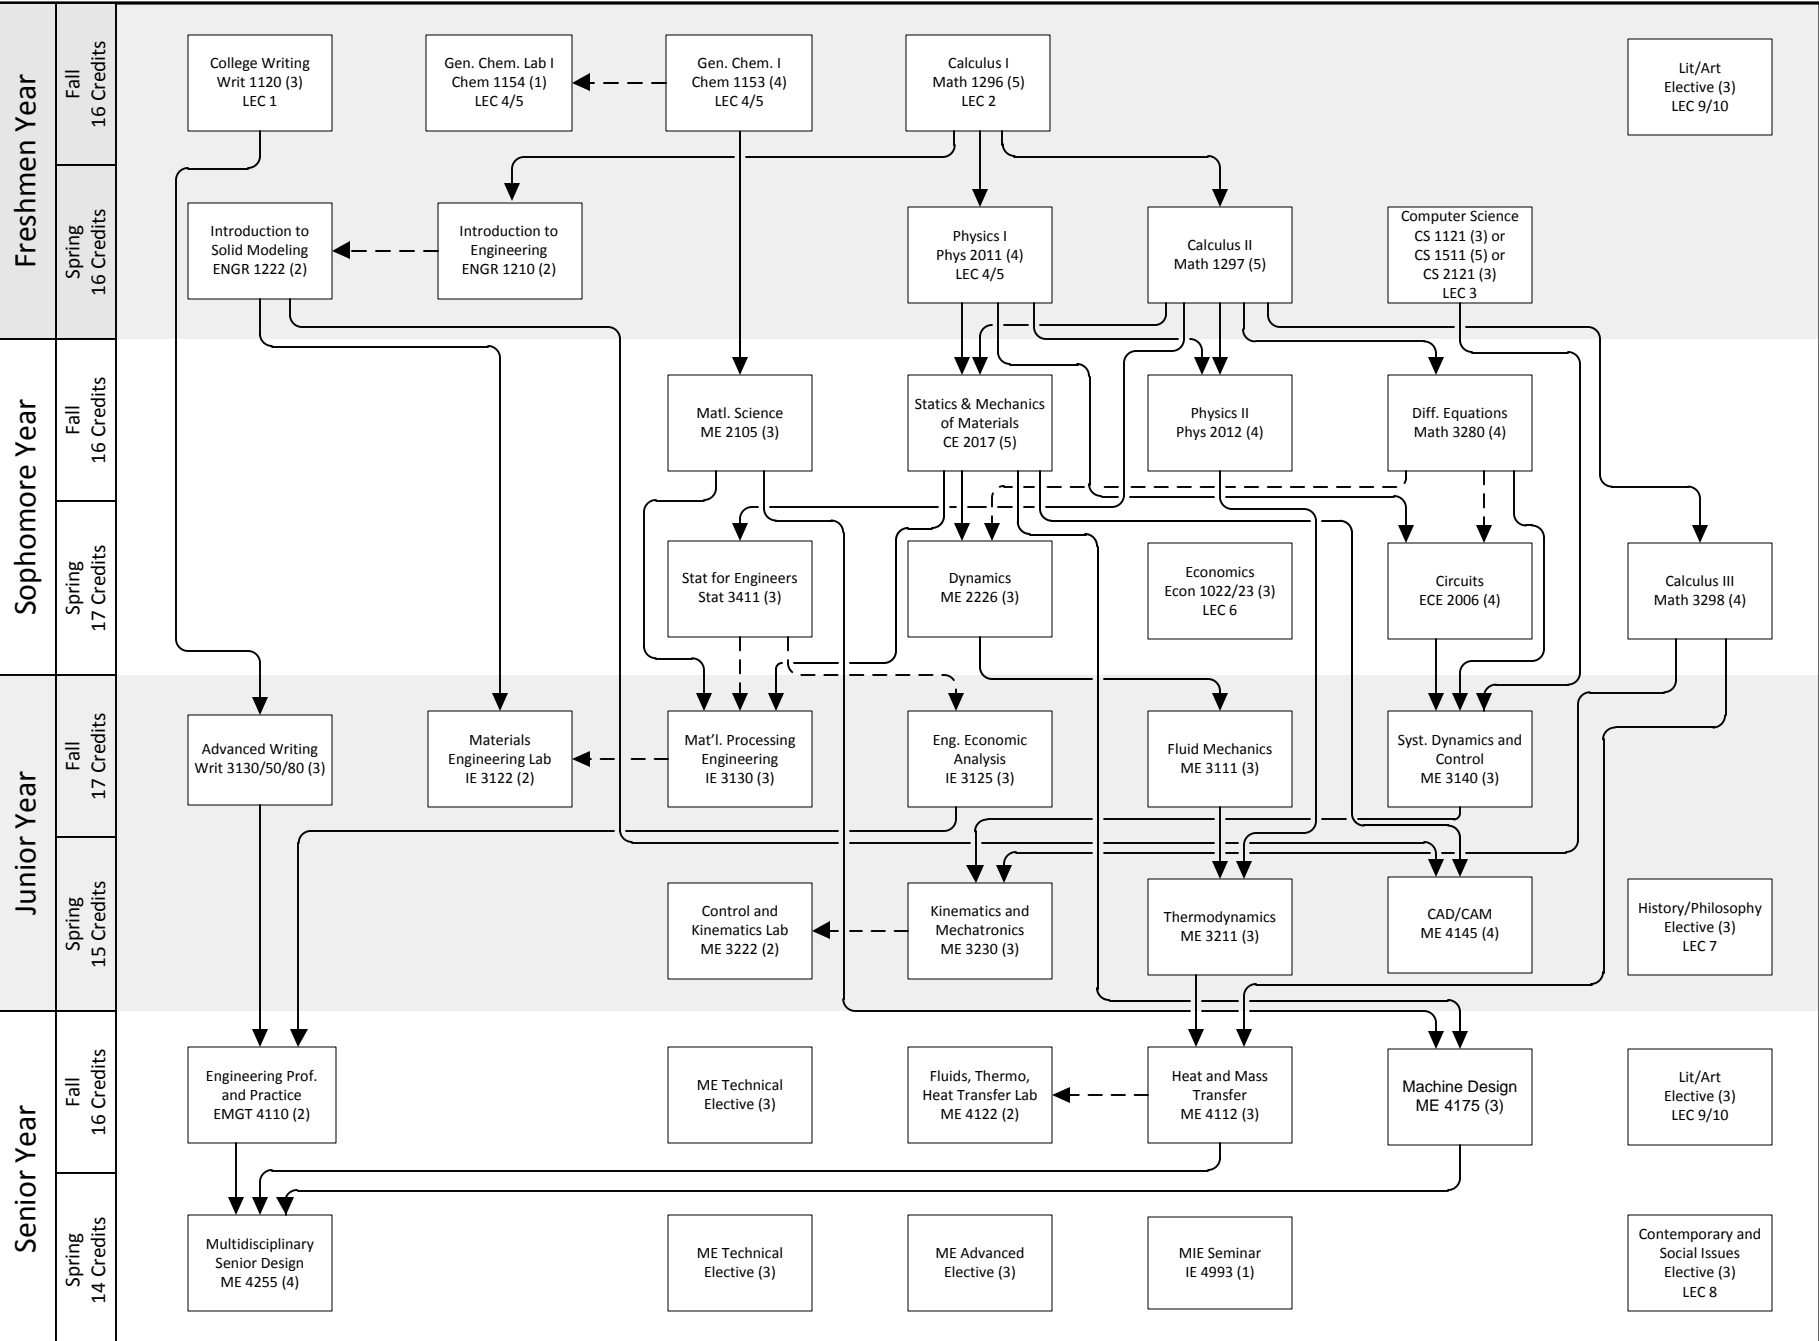 Freshmen Year
Fall
16 Credits
College Writing
Writ 1120 (3)
LEC 1
Gen. Chem. Lab I
Chem 1154 (1)
LEC 4/5
Gen. Chem. I
Chem 1153 (4)
LEC 4/5
Calculus I
Math 1296 (5)
LEC 2
Lit/Art
Elective (3)
LEC 9/10
Spring
16 Credits
Introduction to
Solid Modeling
ENGR 1222 (2)
Introduction to
Engineering
ENGR 1210 (2)
Physics I
Phys 2011 (4)
LEC 4/5
Calculus II
Math 1297 (5)
Computer Science
CS 1121 (3) or
CS 1511 (5) or
CS 2121 (3)
LEC 3
Sophomore Year
Fall
16 Credits
Matl. Science
ME 2105 (3)
Statics & Mechanics
of Materials
CE 2017 (5)
Physics II
Phys 2012 (4)
Diff. Equations
Math 3280 (4)
Spring
17 Credits
Stat for Engineers
Stat 3411 (3)
Dynamics
ME 2226 (3)
Economics
Econ 1022/23 (3)
LEC 6
Circuits
ECE 2006 (4)
Calculus III
Math 3298 (4)
Junior Year
Fall
17 Credits
Advanced Writing
Writ 3130/50/80 (3)
Materials
Engineering Lab
IE 3122 (2)
Mat’l. Processing
Engineering
IE 3130 (3)
Eng. Economic
Analysis
IE 3125 (3)
Fluid Mechanics
ME 3111 (3)
Syst. Dynamics and
Control
ME 3140 (3)
Spring
15 Credits
Control and
Kinematics Lab
ME 3222 (2)
Kinematics and
Mechatronics
ME 3230 (3)
Thermodynamics
ME 3211 (3)
CAD/CAM
ME 4145 (4)
History/Philosophy
Elective (3)
LEC 7
Senior Year
Fall
16 Credits
Engineering Prof.
and Practice
EMGT 4110 (2)
ME Technical
Elective (3)
Fluids, Thermo,
Heat Transfer Lab
ME 4122 (2)
Heat and Mass
Transfer
ME 4112 (3)
Machine Design
ME 4175 (3)
Lit/Art
Elective (3)
LEC 9/10
Spring
14 Credits
Multidisciplinary
Senior Design
ME 4255 (4)
ME Technical
Elective (3)
ME Advanced
Elective (3)
MIE Seminar
IE 4993 (1)
Contemporary and
Social Issues
Elective (3)
LEC 8